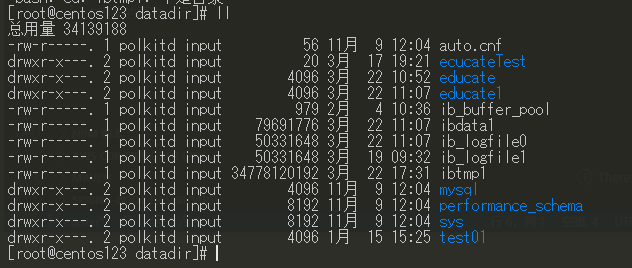 [root@centos123 datadir]# ll
总用量 34139188
-rw-r-----. 1 polkitd input 56 11月 9 12:04 auto.cnf
drwxr-x---. 2 polkitd input 20 3月 17 19:21 ecucateTest
drwxr-x---. 2 polkitd input 4096 3月 22 10:52 educate
drwxr-x---. 2 polkitd input 4096 3月 22 11:07 educate1
-rw-r-----. 1 polkitd input 979 2月 4 10:36 ib_buffer_pool
-rw-r-----. 1 polkitd input 79691776 3月 22 11:07 ibdata1
-rw-r-----. 1 polkitd input 50331648 3月 22 11:07 ib_logfile0
-rw-r-----. 1 polkitd input 50331648 3月 19 09:32 ib_logfile1
-rw-r-----. 1 polkitd input 34778120192 3月 22 17:31 ibtmp1
drwxr-x---. 2 polkitd input 4096 11月 9 12:04 mysql
drwxr-x---. 2 polkitd input 8192 11月 9 12:04 performance_schema
drwxr-x---. 2 polkitd input 8192 11月 9 12:04 sys
drwxr-x---. 2 polkitd input 4096 1月 15 15:25 test01
[root@centos123 datadir]#